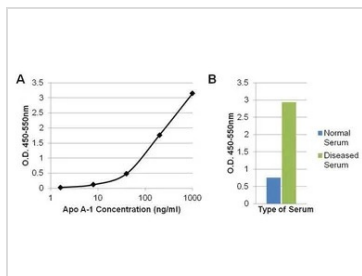 A
O.D. 450-550nm
3.5
3
2.5
2
1.5
1
0.5
0
1
10
100
1000
Apo A-1 Concentration (ng/ml)
B
O.D. 450-550nm
3.5
3
2.5
2
1.5
1
0.5
0
Type of Serum
Normal
Serum
Diseased
Serum